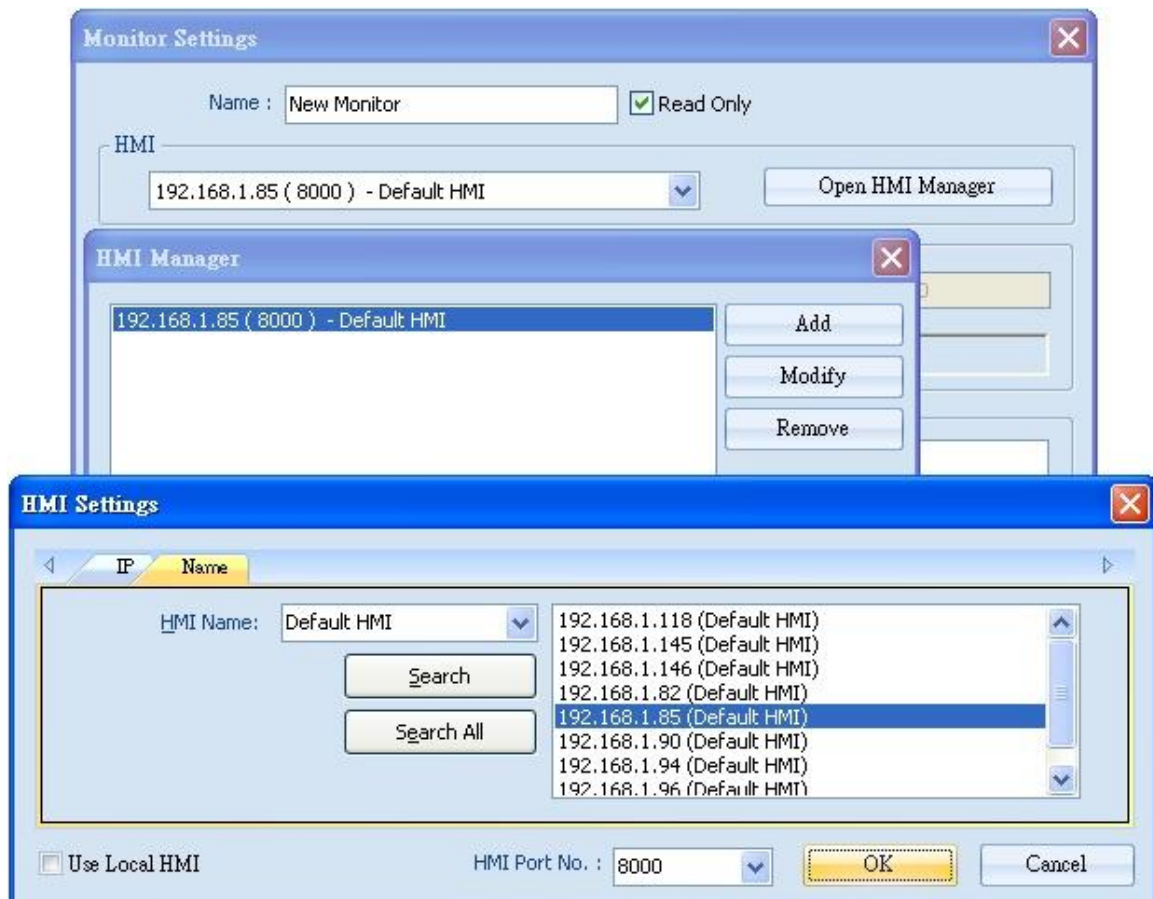 Monitor Settings
Name : New Monitor Read Only
HMI
192.168.1.85 ( 8000 ) - Default HMI Open HMI Manager
HMI Manager
192.168.1.85 ( 8000 ) - Default HMI
Add
Modify
Remove
HMI Settings
IP Name
HMI Name: Default HMI
Search
Search All
192.168.1.118 (Default HMI)
192.168.1.145 (Default HMI)
192.168.1.146 (Default HMI)
192.168.1.82 (Default HMI)
192.168.1.85 (Default HMI)
192.168.1.90 (Default HMI)
192.168.1.94 (Default HMI)
192.168.1.96 (Default HMI)
Use Local HMI HMI Port No. : 8000 OK Cancel